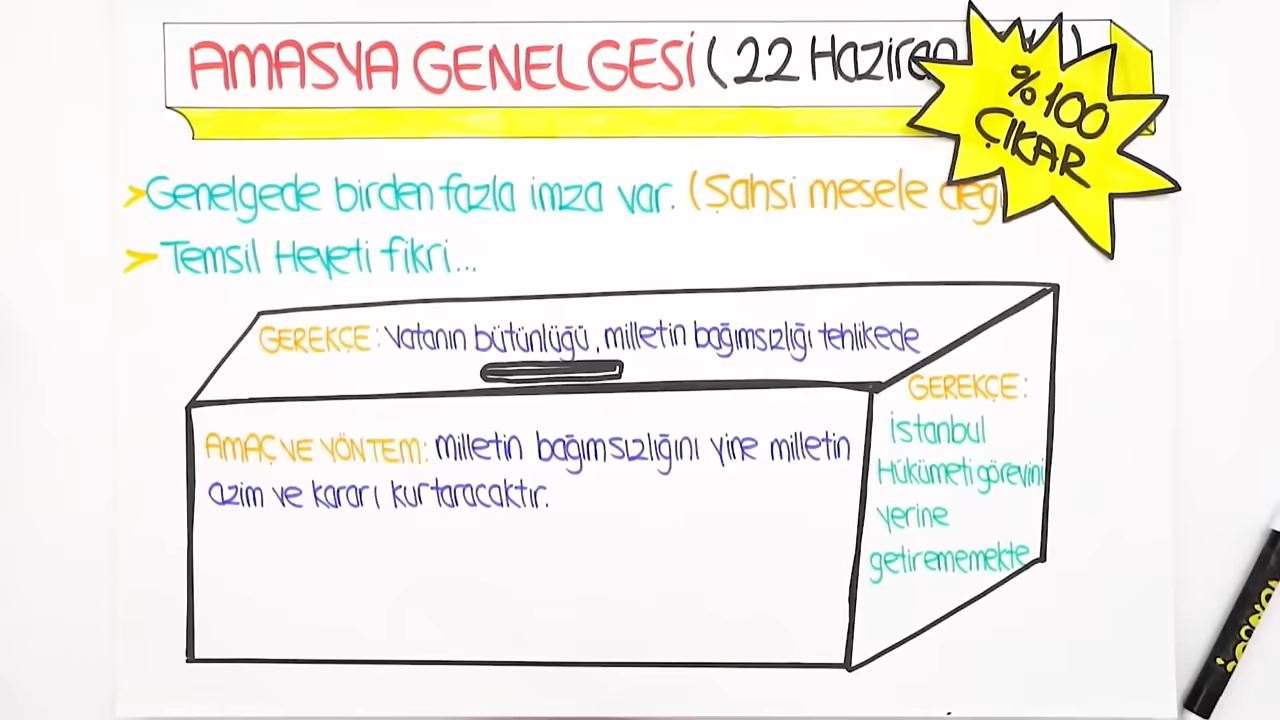 AMASYA GENELGESİ ( 22 Haziran )
%100
ÇIKAR
> Genelgede birden fazla imza var. (Şahsi mesele değ
> Temsil Heyeti fikri...
GEREKÇE: Vatanın bütünlüğü, milletin bağımsızlığı tehlikede
AMAÇ VE YÖNTEM: milletin bağımsızlığını yine milletin
azim ve kararı kurtaracaktır.
GEREKÇE:
İstanbul
Hükümeti görevini
yerine
getirememekte